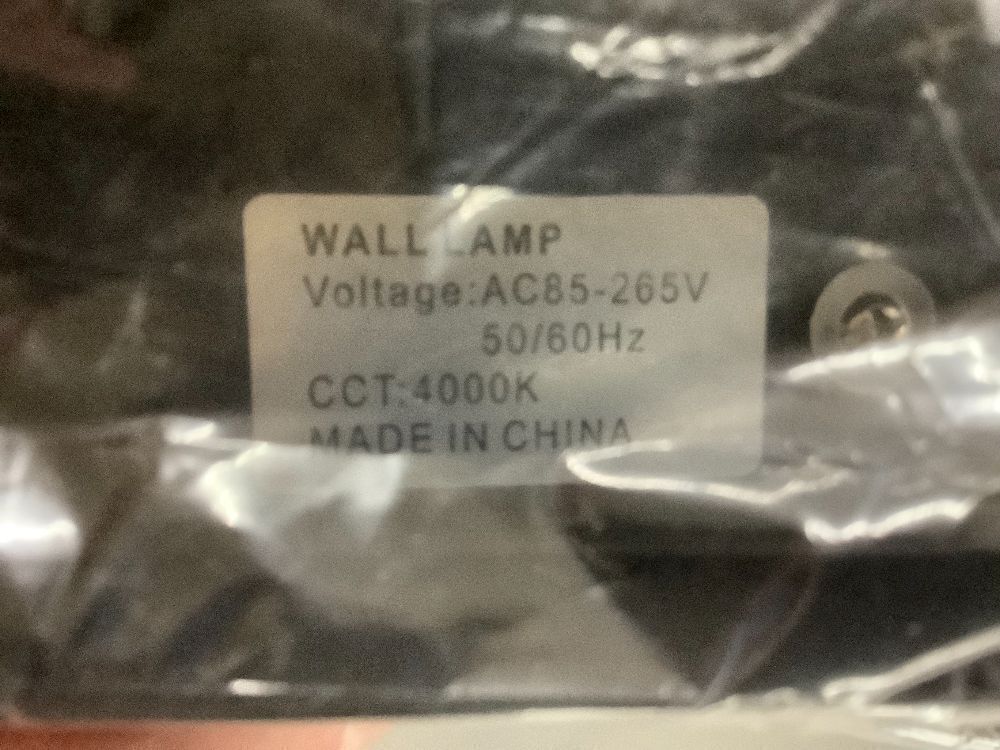 WALL LAMP
Voltage:AC85-265V
50/60Hz
CCT:4000K
MADE IN CHINA